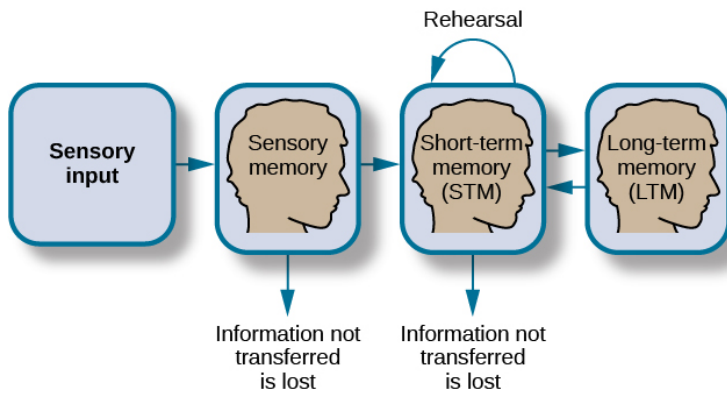 Rehearsal
Sensory
input
Sensory
memory
Short-term
memory
(STM)
Long-term
memory
(LTM)
Information not
transferred
is lost
Information not
transferred
is lost